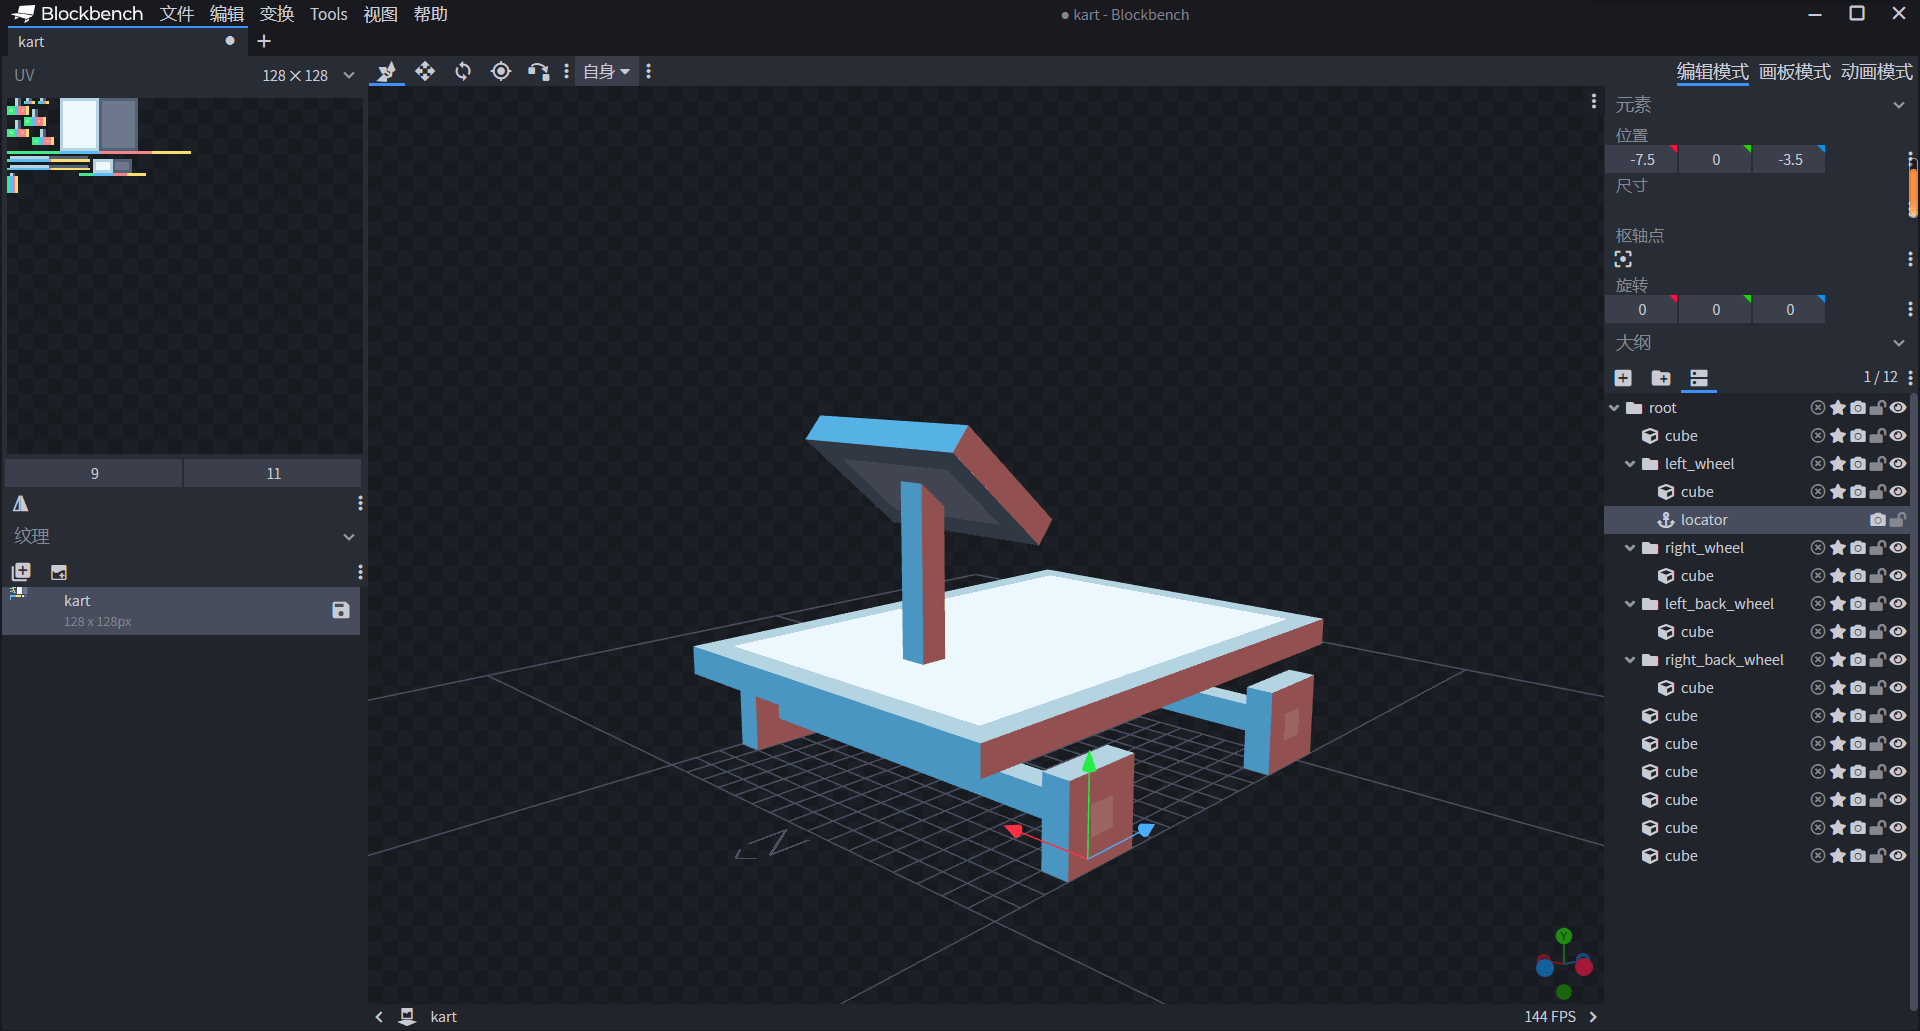 Blockbench 文件 编辑 变换 Tools 视图 帮助
● kart - Blockbench
kart
UV 128✕128
自身
编辑模式 画板模式 动画模式
9 11
纹理
kart
128 x 128px
元素
位置
-7.5 0 -3.5
尺寸
枢轴点
旋转
0 0 0
大纲
1 / 12
root
cube
left_wheel
cube
locator
right_wheel
cube
left_back_wheel
cube
right_back_wheel
cube
cube
cube
cube
cube
cube
cube
Z
Y
kart
144 FPS